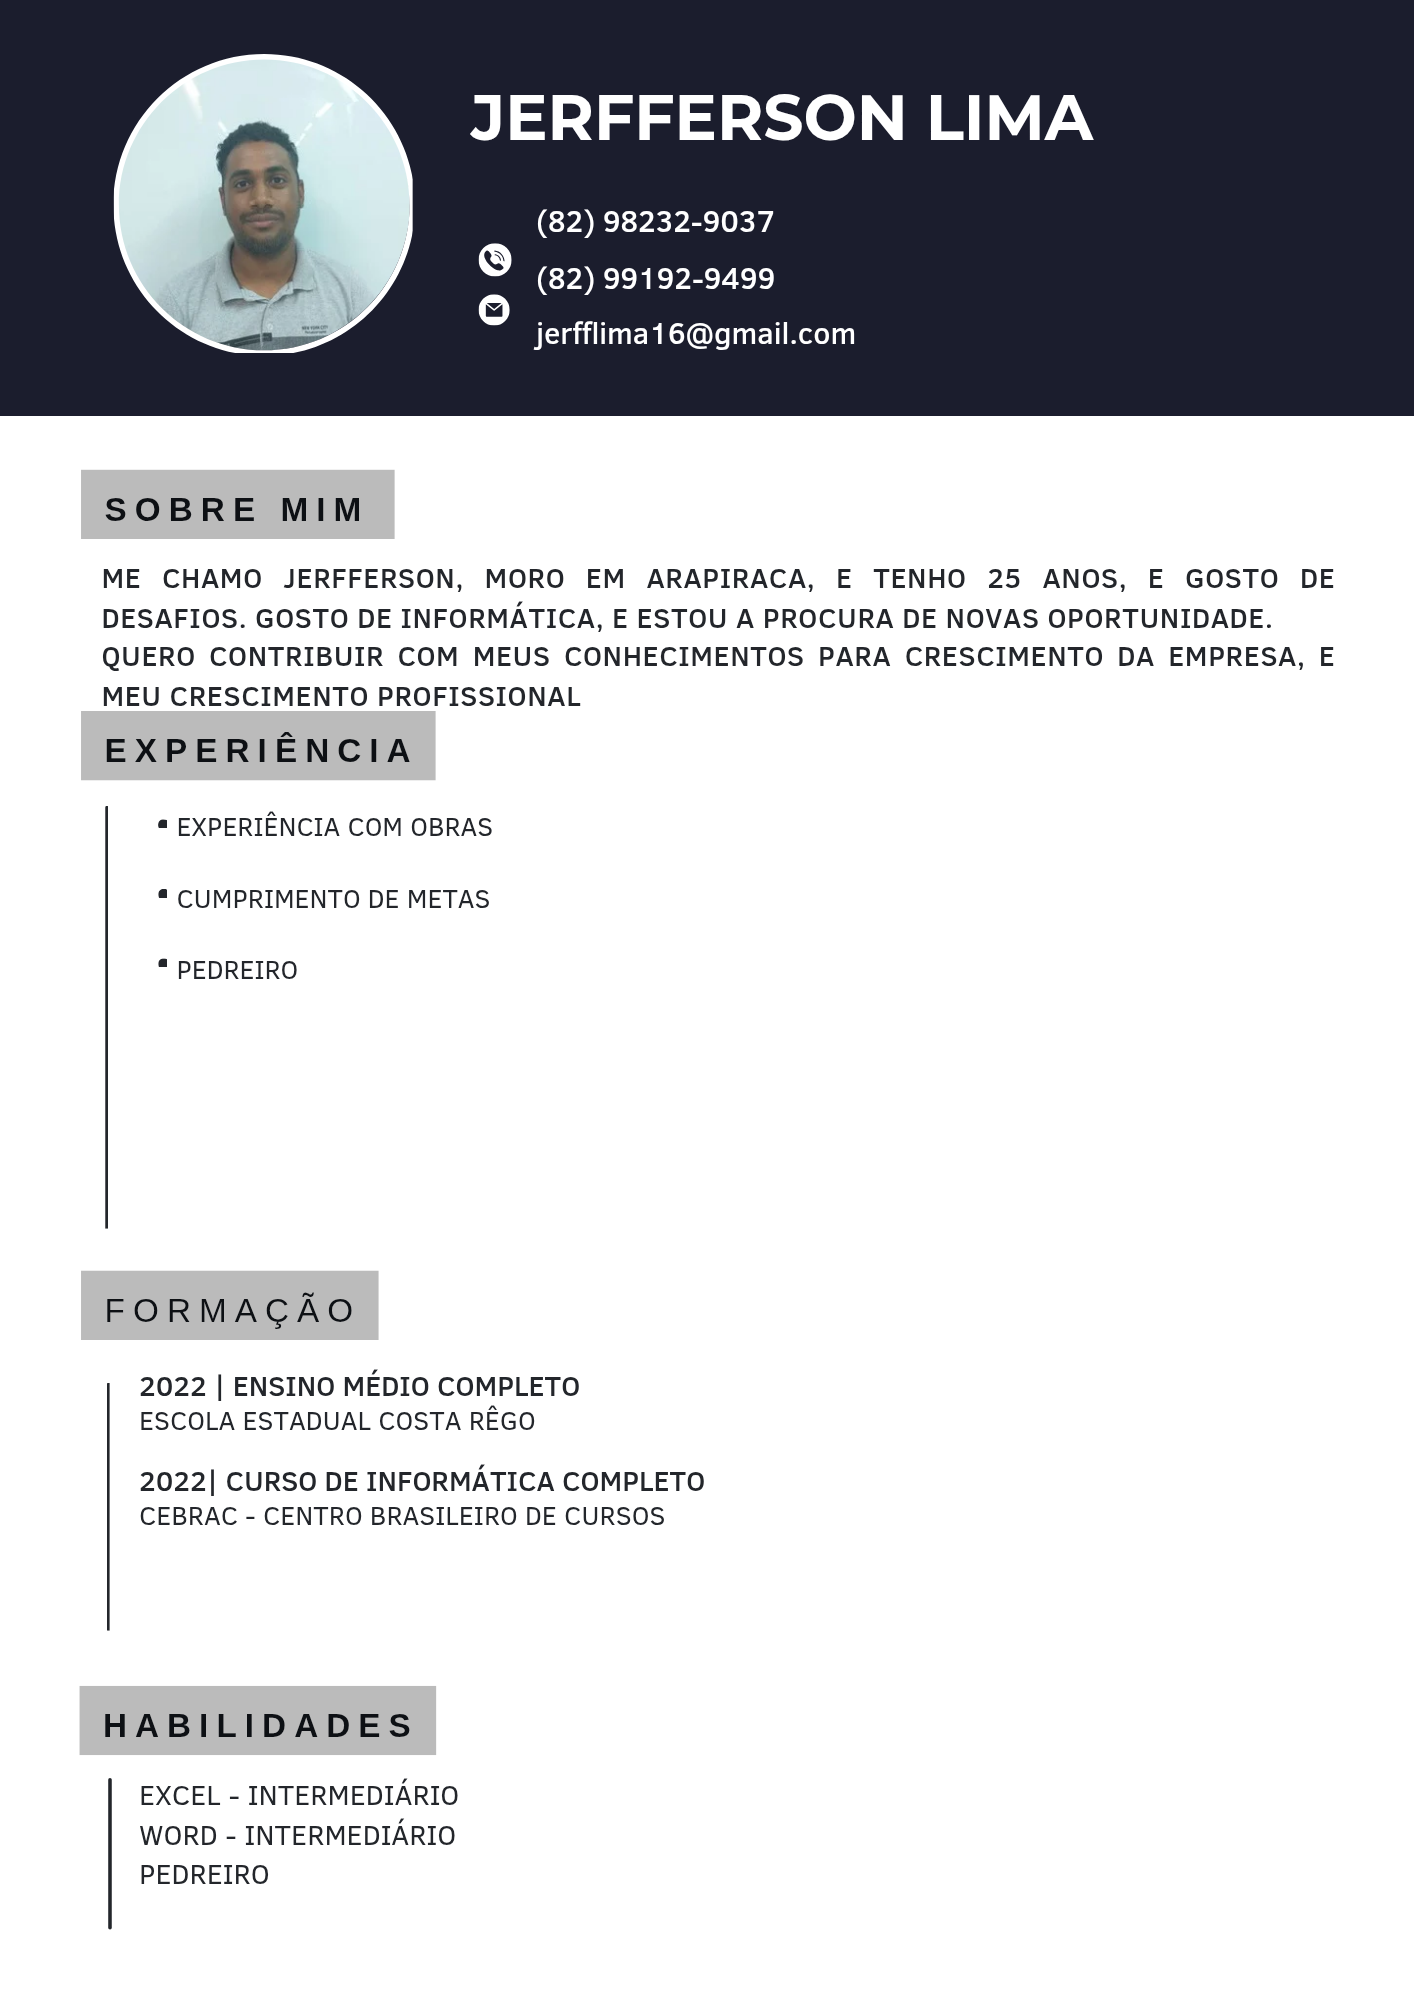 JERFFERSON LIMA
(82) 98232-9037
(82) 99192-9499
jerfflima16@gmail.com
SOBRE MIM
ME CHAMO JERFFERSON, MORO EM ARAPIRACA, E TENHO 25 ANOS, E GOSTO DE
DESAFIOS. GOSTO DE INFORMÁTICA, E ESTOU A PROCURA DE NOVAS OPORTUNIDADE.
QUERO CONTRIBUIR COM MEUS CONHECIMENTOS PARA CRESCIMENTO DA EMPRESA, E
MEU CRESCIMENTO PROFISSIONAL
EXPERIÊNCIA
EXPERIÊNCIA COM OBRAS
CUMPRIMENTO DE METAS
PEDREIRO
FORMAÇÃO
2022 | ENSINO MÉDIO COMPLETO
ESCOLA ESTADUAL COSTA RÊGO
2022| CURSO DE INFORMÁTICA COMPLETO
CEBRAC - CENTRO BRASILEIRO DE CURSOS
HABILIDADES
EXCEL - INTERMEDIÁRIO
WORD - INTERMEDIÁRIO
PEDREIRO